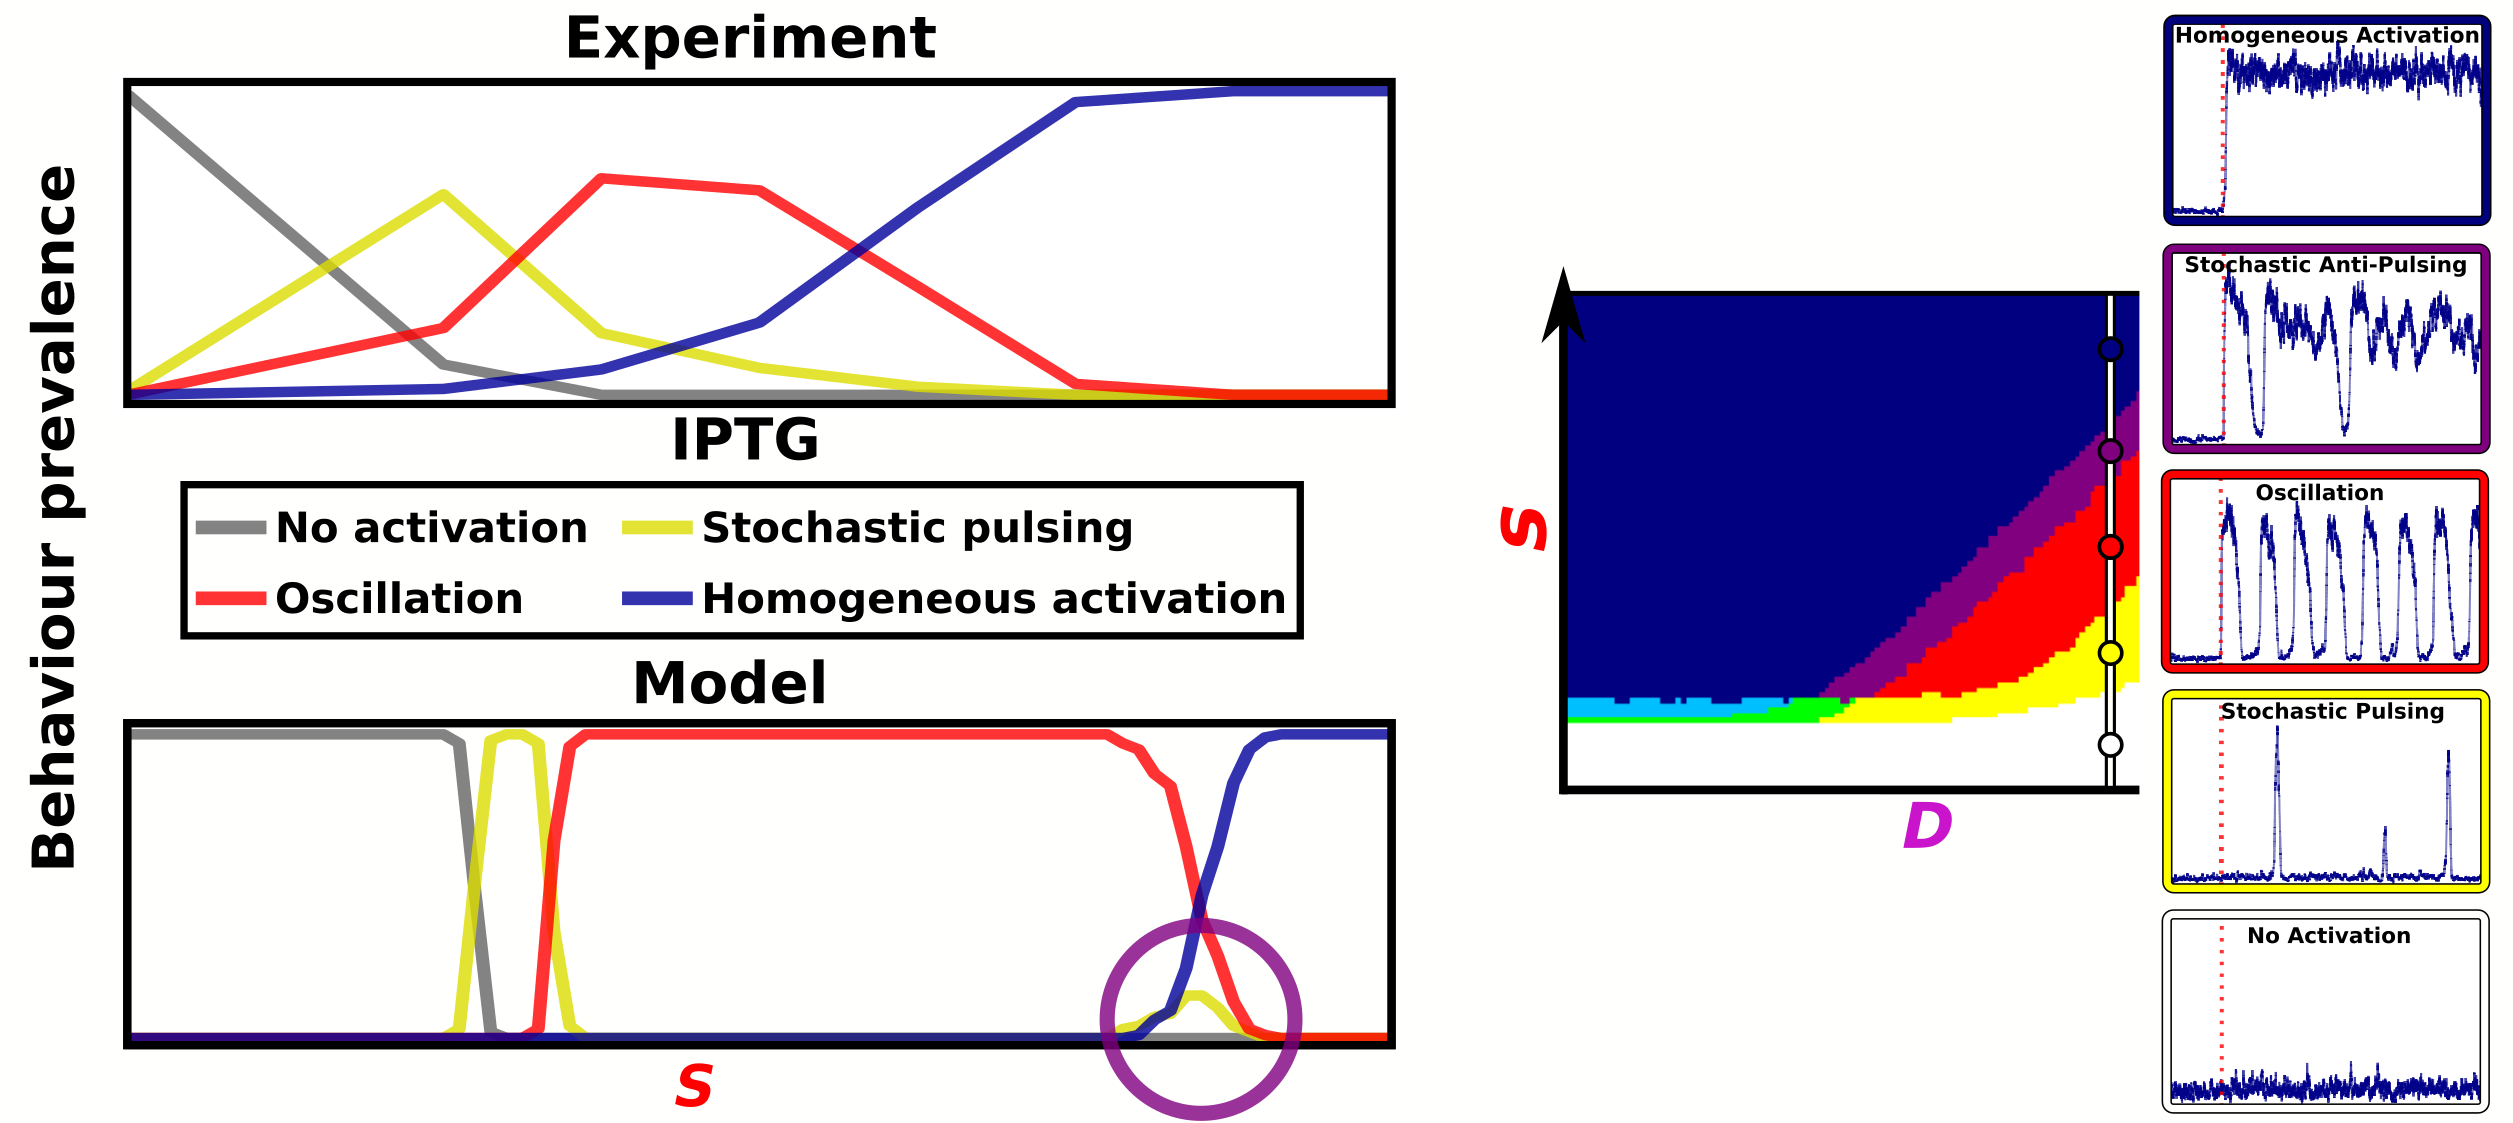 Experiment
Behaviour prevalence
IPTG
No activation
Stochastic pulsing
Oscillation
Homogeneous activation
Model
S
S
D
Homogeneous Activation
Stochastic Anti-Pulsing
Oscillation
Stochastic Pulsing
No Activation